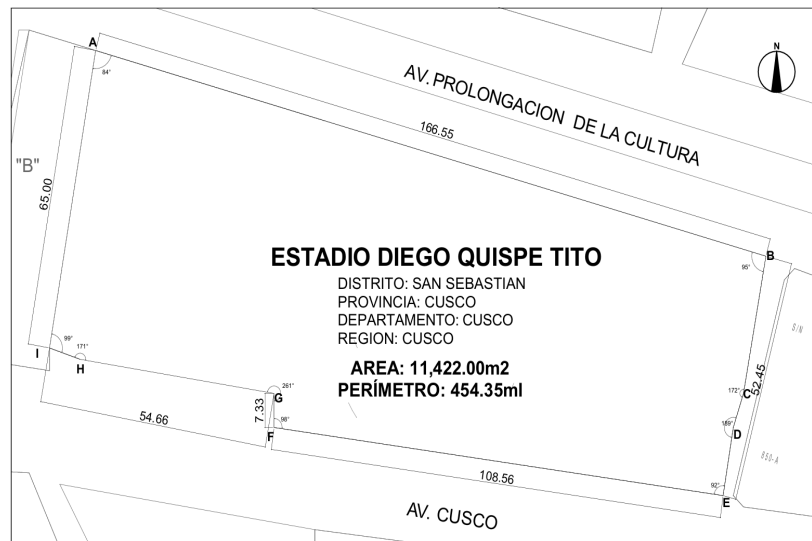 A
N
84°
AV. PROLONGACION DE LA CULTURA
166.55
"B"
65.00
ESTADIO DIEGO QUISPE TITO
B
95°
DISTRITO: SAN SEBASTIAN
PROVINCIA: CUSCO
DEPARTAMENTO: CUSCO
REGION: CUSCO
S/N
99°
171°
I
H
AREA: 11,422.00m2
PERÍMETRO: 454.35ml
261°
G
172°
C
52.45
7.33
54.66
98°
F
189°
D
850-A
108.56
92°
E
AV. CUSCO